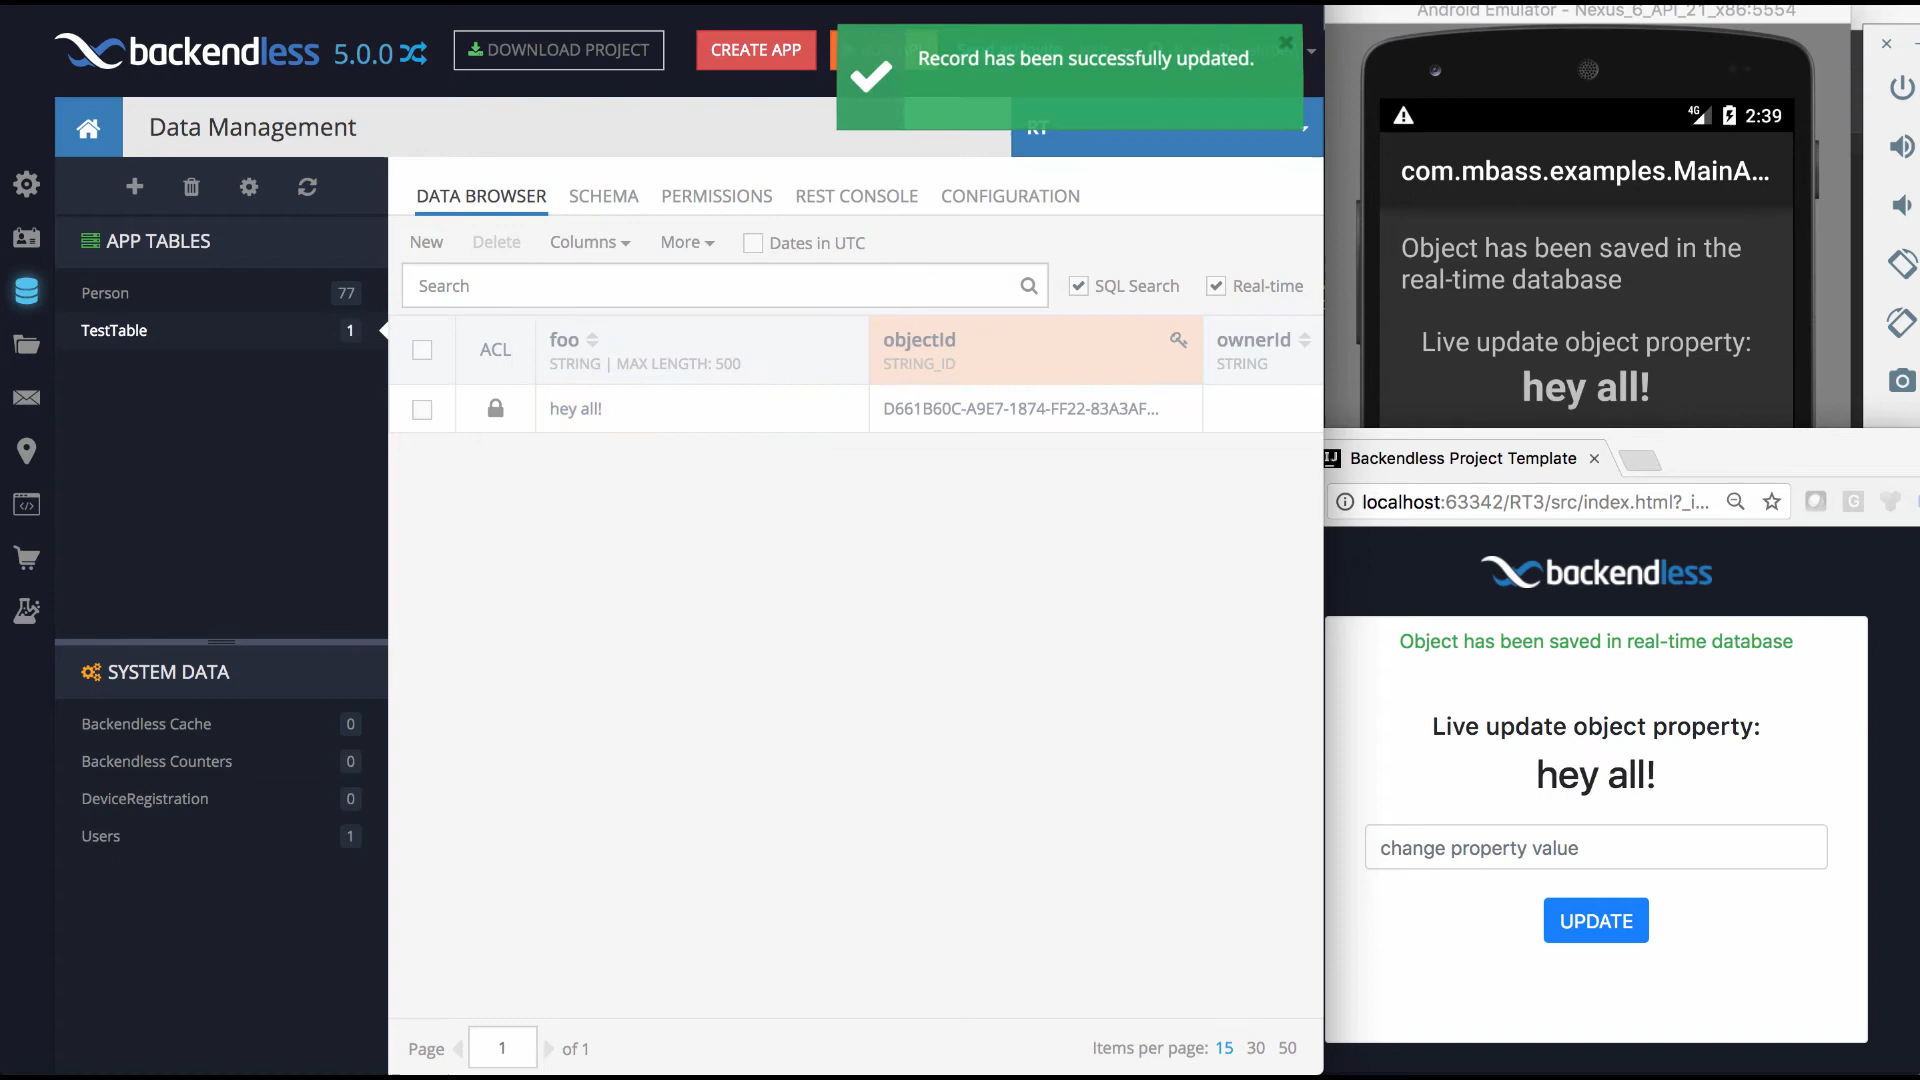 backendless 5.0.0
DOWNLOAD PROJECT
CREATE APP
Record has been successfully updated.
Data Management
RT
DATA BROWSER
SCHEMA
PERMISSIONS
REST CONSOLE
CONFIGURATION
APP TABLES
Person 77
TestTable 1
New
Delete
Columns
More
Dates in UTC
Search
SQL Search
Real-time
ACL
foo
STRING | MAX LENGTH: 500
objectId
STRING_ID
ownerId
STRING
hey all!
D661B60C-A9E7-1874-FF22-83A3AF...
SYSTEM DATA
Backendless Cache 0
Backendless Counters 0
DeviceRegistration 0
Users 1
Page 1 of 1
Items per page: 15 30 50
Android Emulator - Nexus_6_API_21_x86:5554
4G 2:39
com.mbass.examples.MainA...
Object has been saved in the
real-time database
Live update object property:
hey all!
Backendless Project Template
localhost:63342/RT3/src/index.html?_i...
backendless
Object has been saved in real-time database
Live update object property:
hey all!
change property value
UPDATE